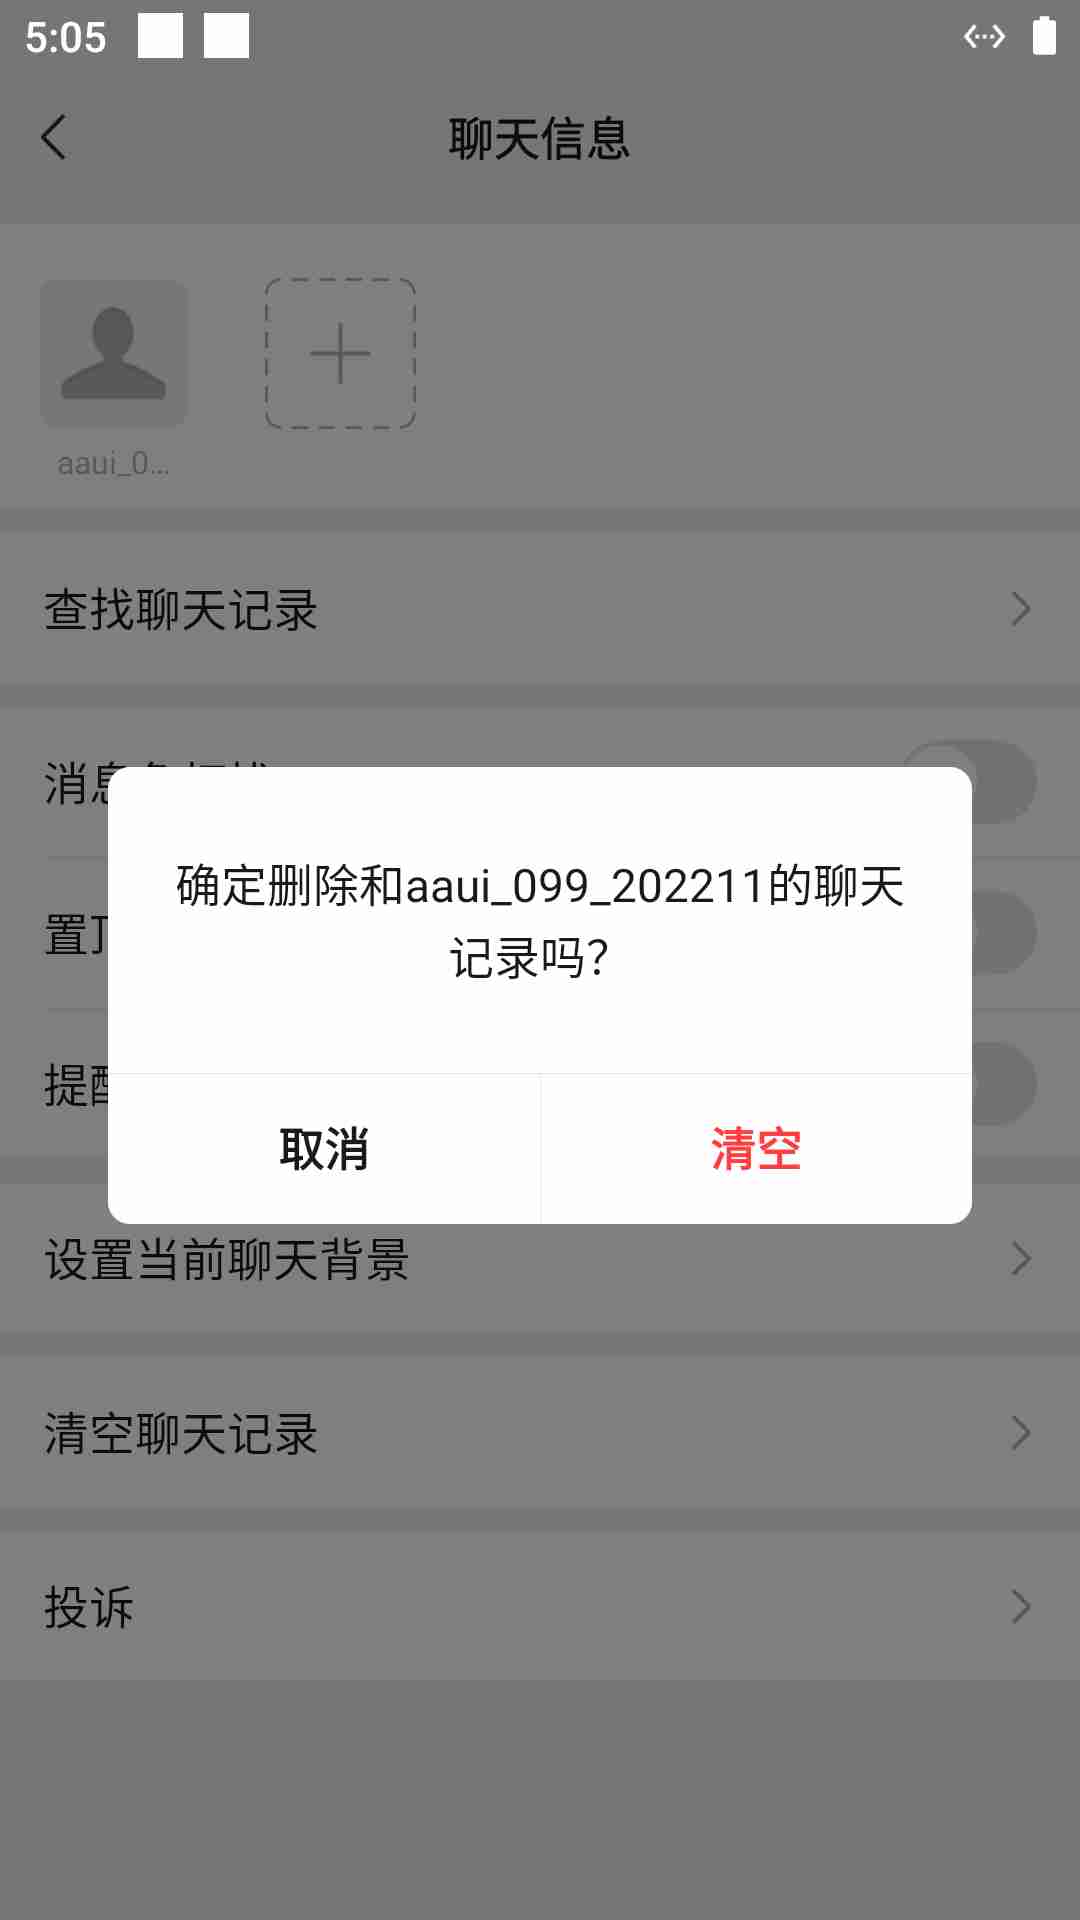 5:05
聊天信息
aaui_0...
查找聊天记录
消息
置
提
确定删除和aaui_099_202211的聊天
记录吗?
取消
清空
设置当前聊天背景
清空聊天记录
投诉